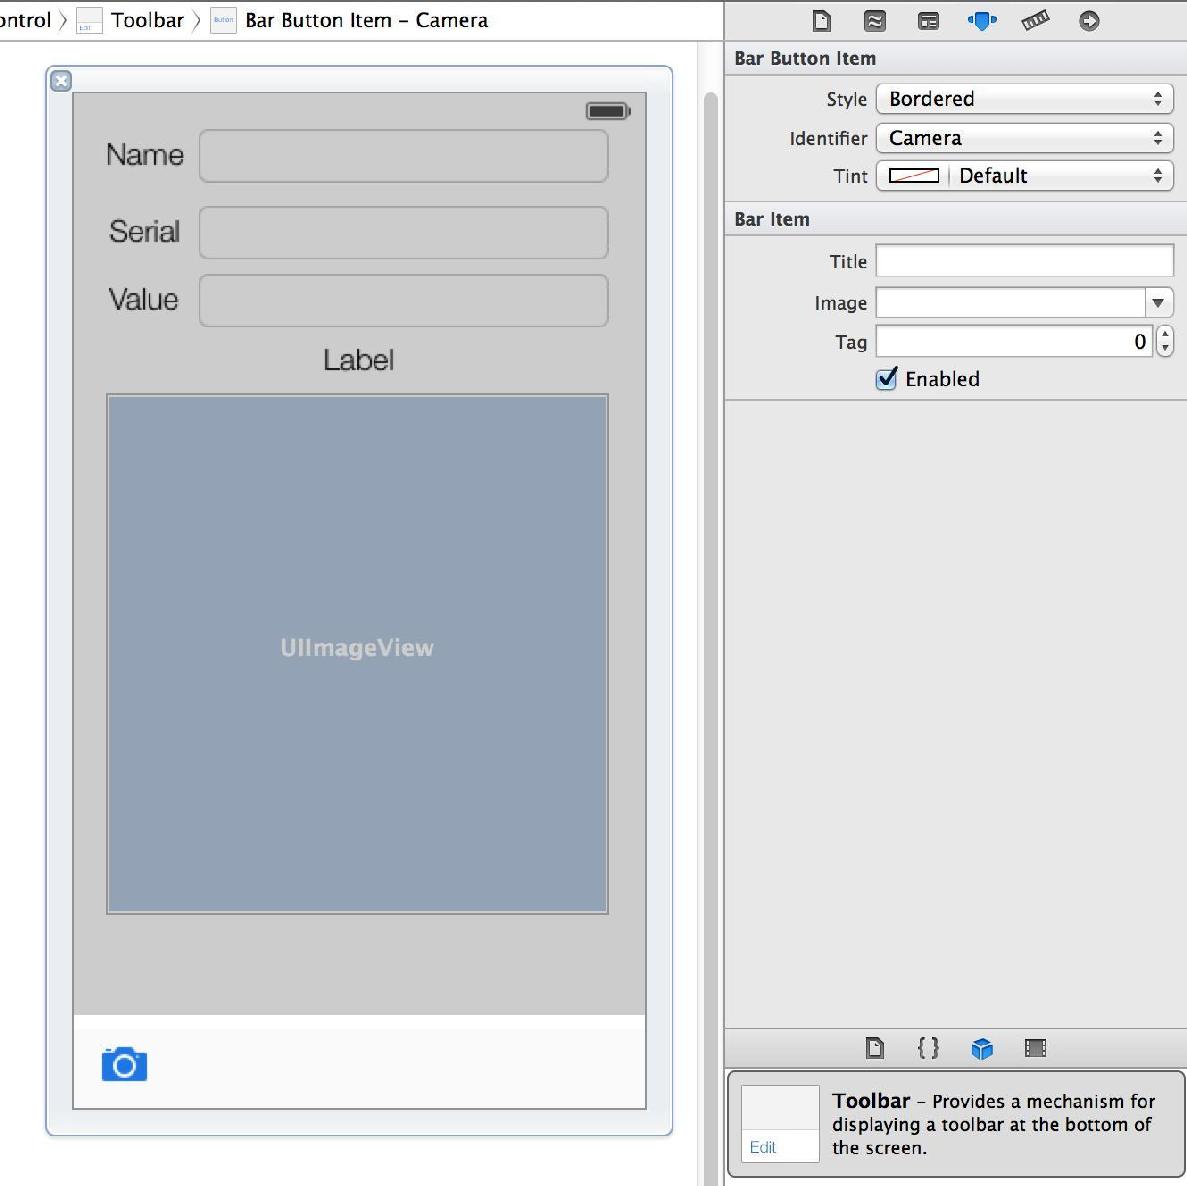 ontrol Toolbar Bar Button Item – Camera
Bar Button Item
Style Bordered
Identifier Camera
Tint Default
Bar Item
Title
Image
Tag 0
Enabled
Name
Serial
Value
Label
UIImageView
Toolbar – Provides a mechanism for
displaying a toolbar at the bottom of
the screen.
Edit